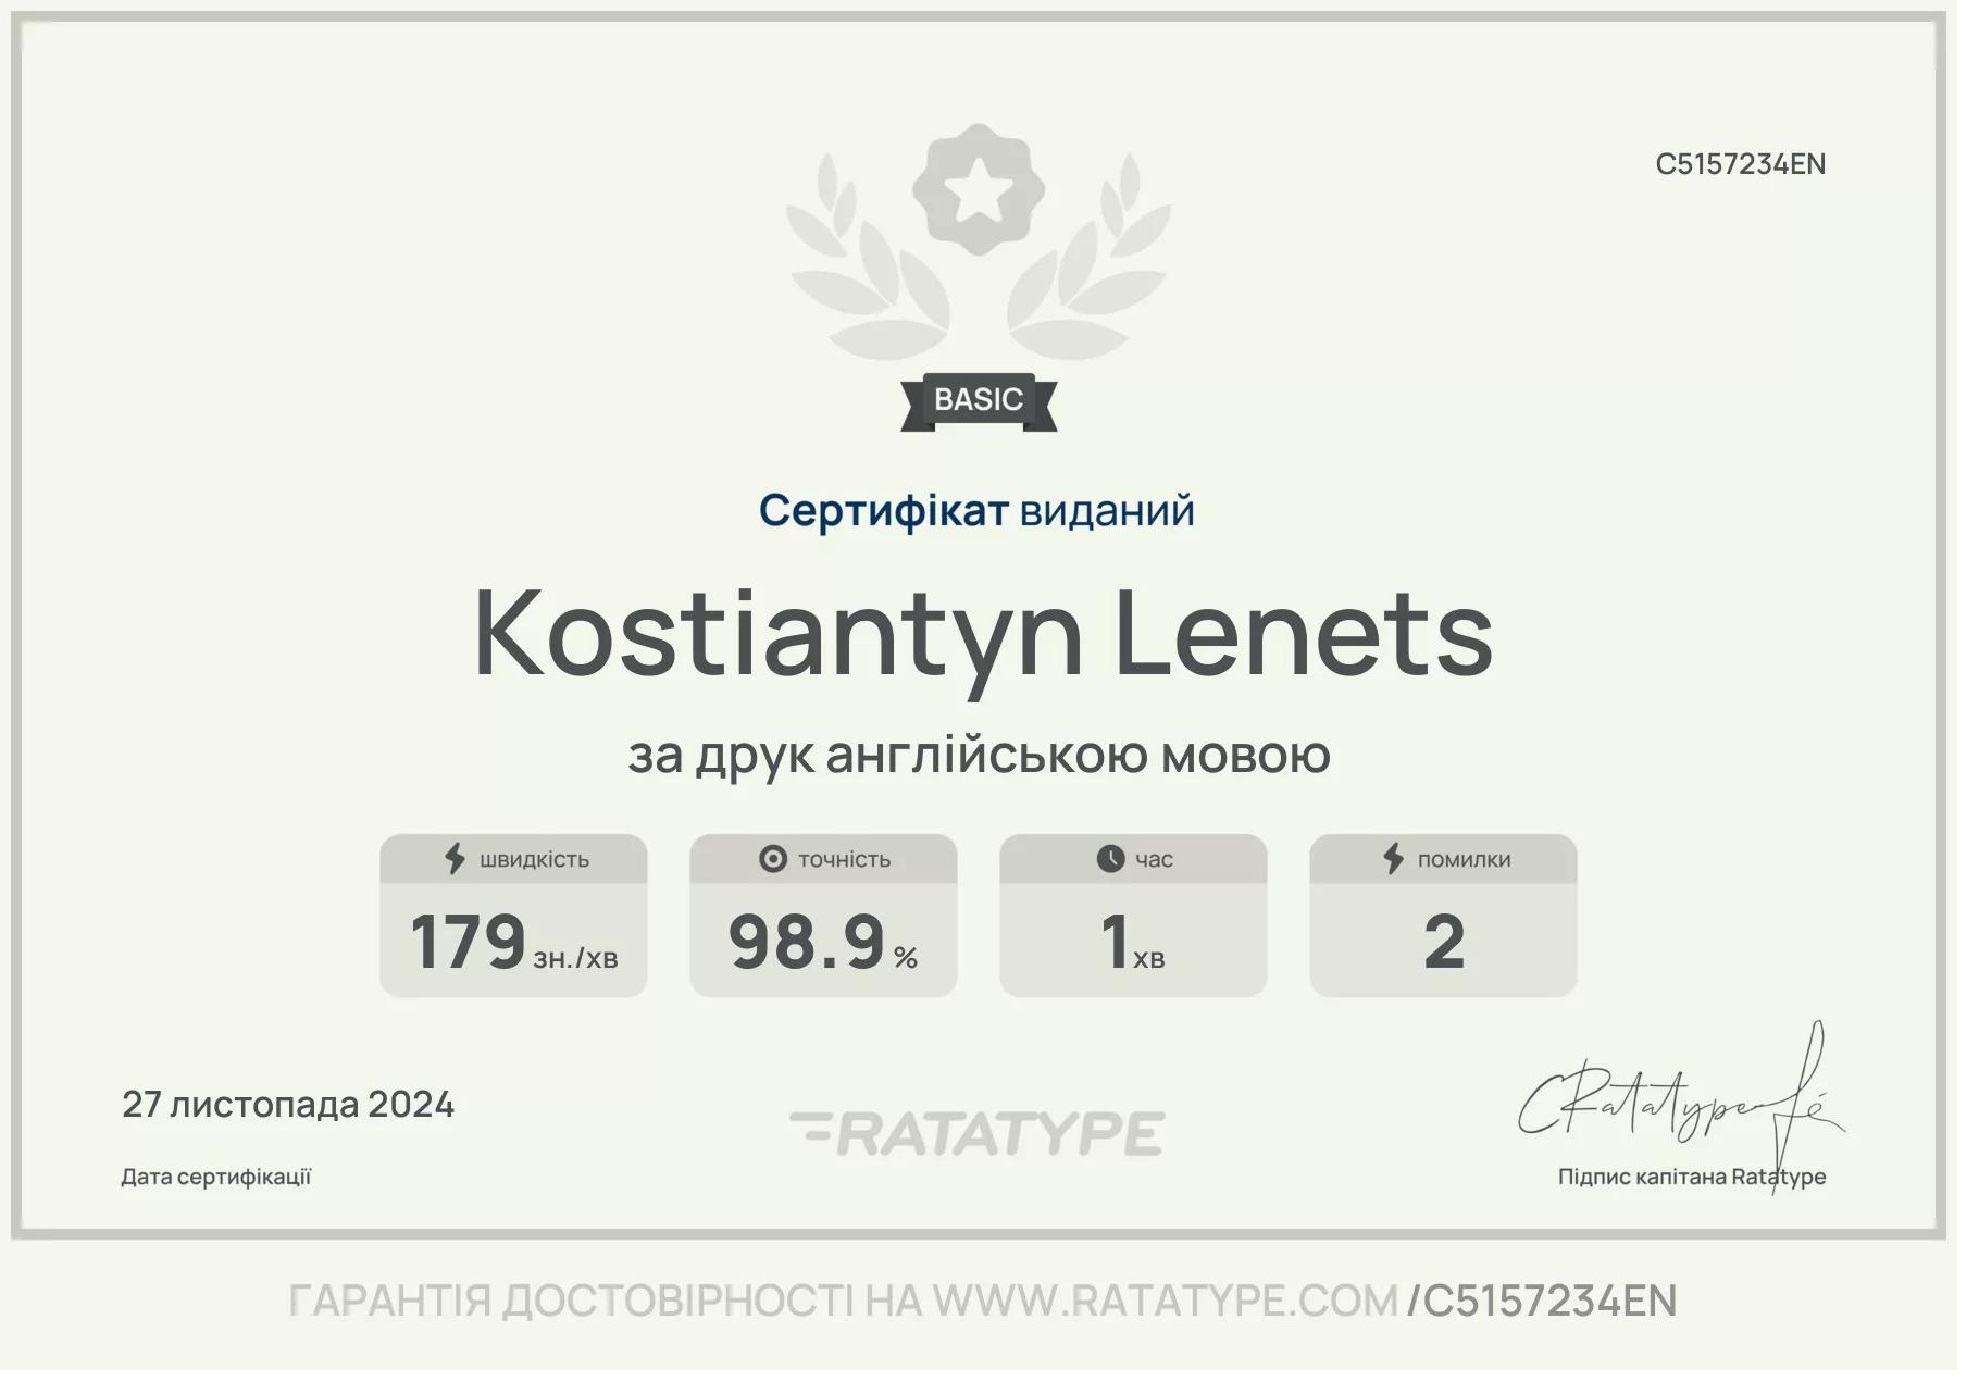 C5157234EN
BASIC
Сертифікат виданий
Kostiantyn Lenets
за друк англійською мовою
швидкість
179 зн./хв
точність
98.9 %
час
1 хв
помилки
2
27 листопада 2024
Дата сертифікації
RATATYPE
Ratatype
Підпис капітана Ratatype
ГАРАНТІЯ ДОСТОВІРНОСТІ НА WWW.RATATYPE.COM/C5157234EN